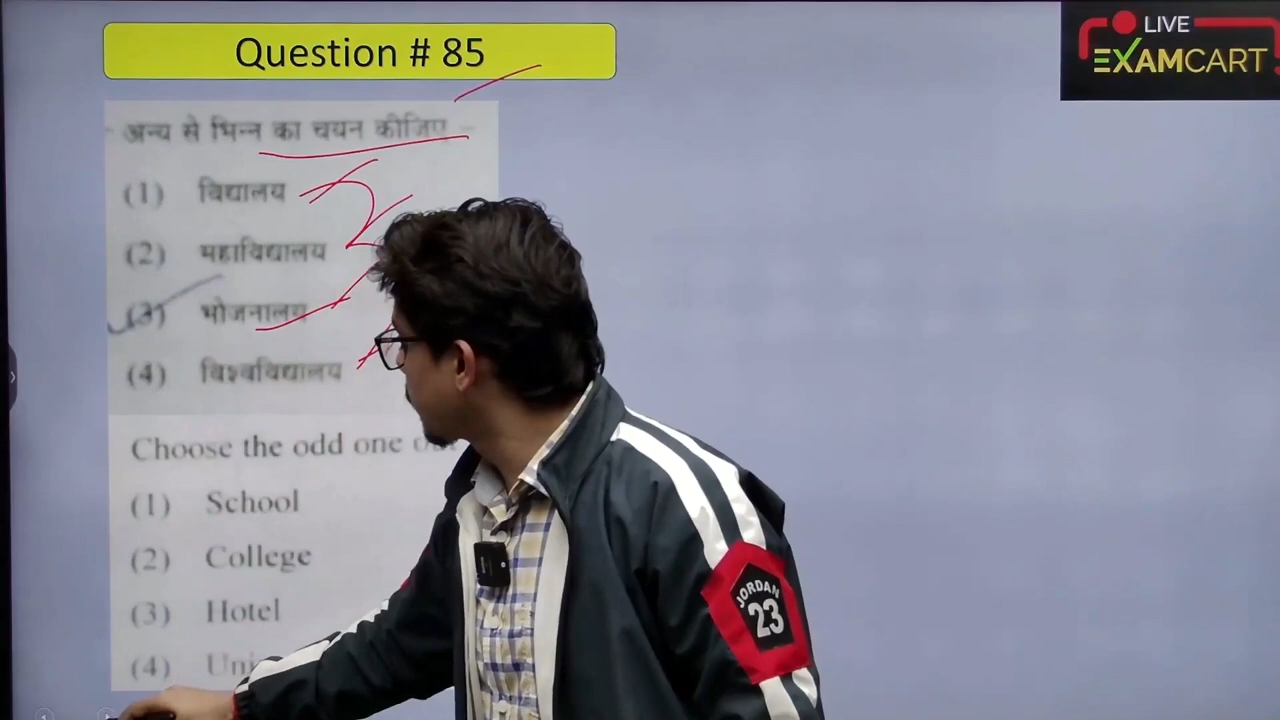 Question # 85
LIVE
EXAMCART
अन्य से भिन्न का चयन कीजिए –
(1) विद्यालय
(2) महाविद्यालय
(3) भोजनालय
(4) विश्वविद्यालय
Choose the odd one
(1) School
(2) College
(3) Hotel
(4)
JORDAN
23